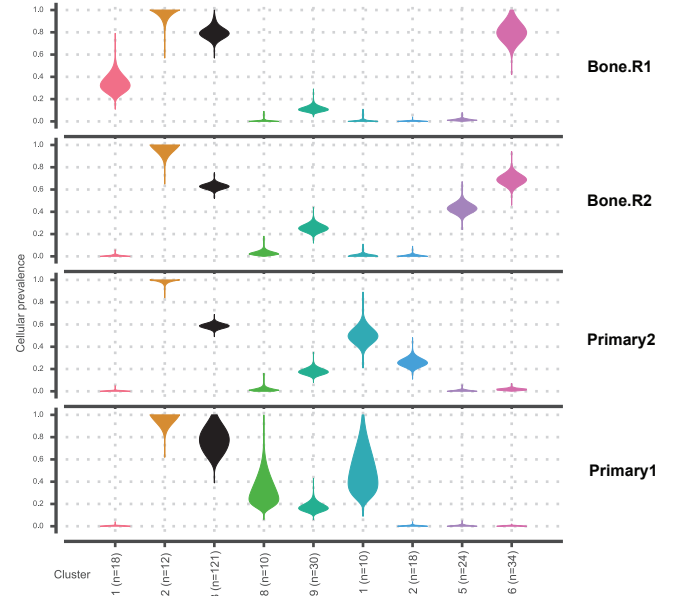 1.0
0.8
0.6
0.4
0.2
0.0
Bone.R1
1.0
0.8
0.6
0.4
0.2
0.0
Bone.R2
Cellular prevalence
1.0
0.8
0.6
0.4
0.2
0.0
Primary2
1.0
0.8
0.6
0.4
0.2
0.0
Primary1
Cluster
1 (n=18)
2 (n=12)
(n=121)
8 (n=10)
9 (n=30)
1 (n=10)
2 (n=18)
5 (n=24)
6 (n=34)